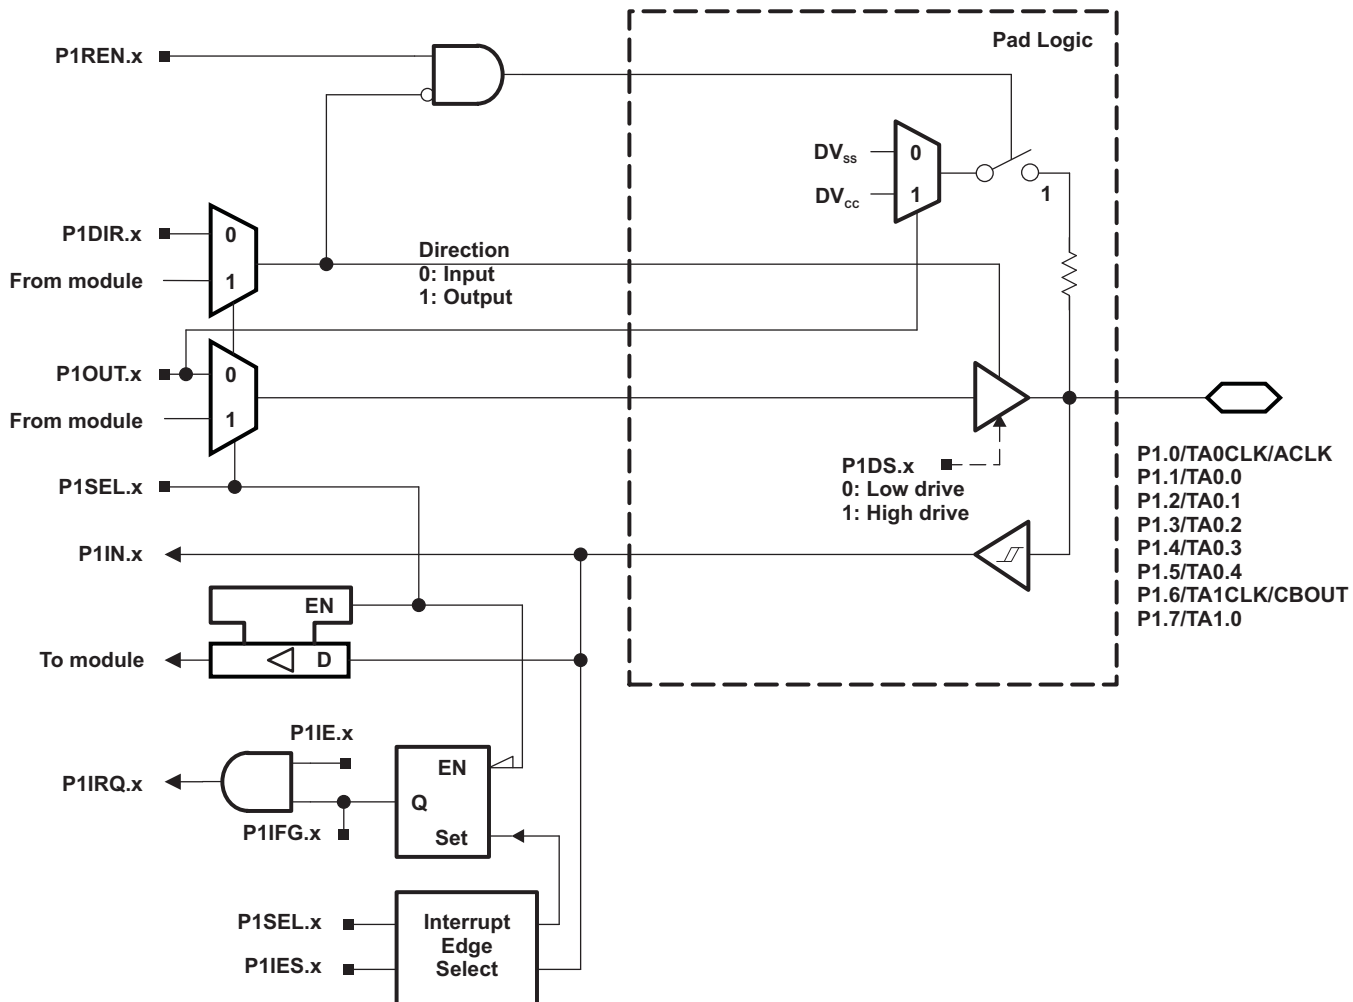 Pad Logic
P1REN.x
DVSS
0
DVCC
1
1
P1DIR.x
0
From module
1
Direction
0: Input
1: Output
P1OUT.x
0
From module
1
P1SEL.x
P1DS.x
0: Low drive
1: High drive
P1.0/TA0CLK/ACLK
P1.1/TA0.0
P1.2/TA0.1
P1.3/TA0.2
P1.4/TA0.3
P1.5/TA0.4
P1.6/TA1CLK/CBOUT
P1.7/TA1.0
P1IN.x
EN
To module
D
P1IE.x
EN
P1IRQ.x
Q
P1IFG.x
Set
P1SEL.x
P1IES.x
Interrupt
Edge
Select